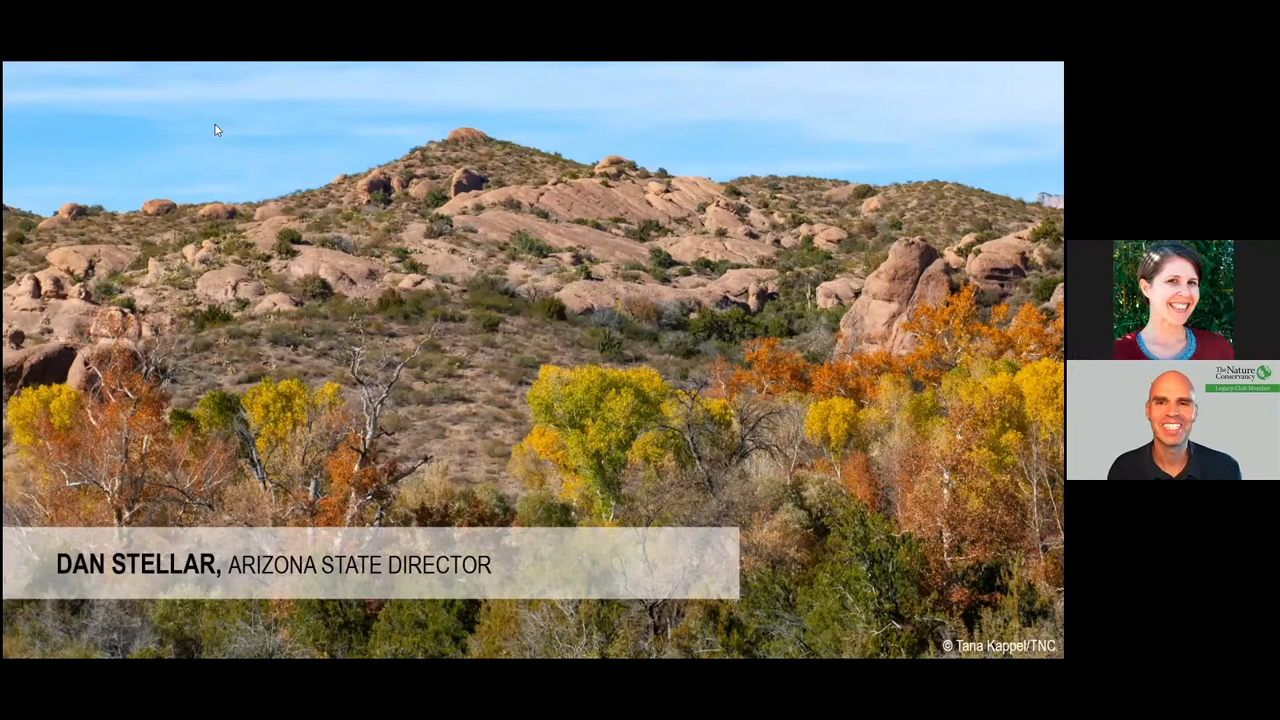 The Nature
Conservancy
Legacy Club Member
DAN STELLAR, ARIZONA STATE DIRECTOR
© Tana Kappel/TNC